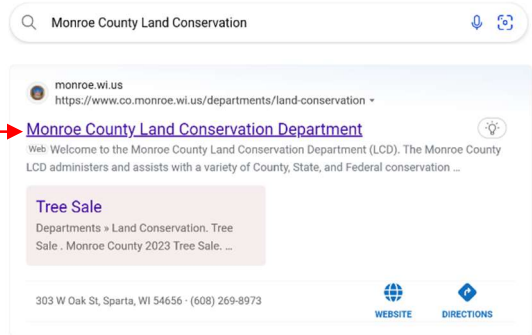 Monroe County Land Conservation
monroe.wi.us
https://www.co.monroe.wi.us/departments/land-conservation
Monroe County Land Conservation Department
Web Welcome to the Monroe County Land Conservation Department (LCD). The Monroe County
LCD administers and assists with a variety of County, State, and Federal conservation ...
Tree Sale
Departments » Land Conservation. Tree
Sale . Monroe County 2023 Tree Sale. ...
303 W Oak St, Sparta, WI 54656 · (608) 269-8973
WEBSITE DIRECTIONS